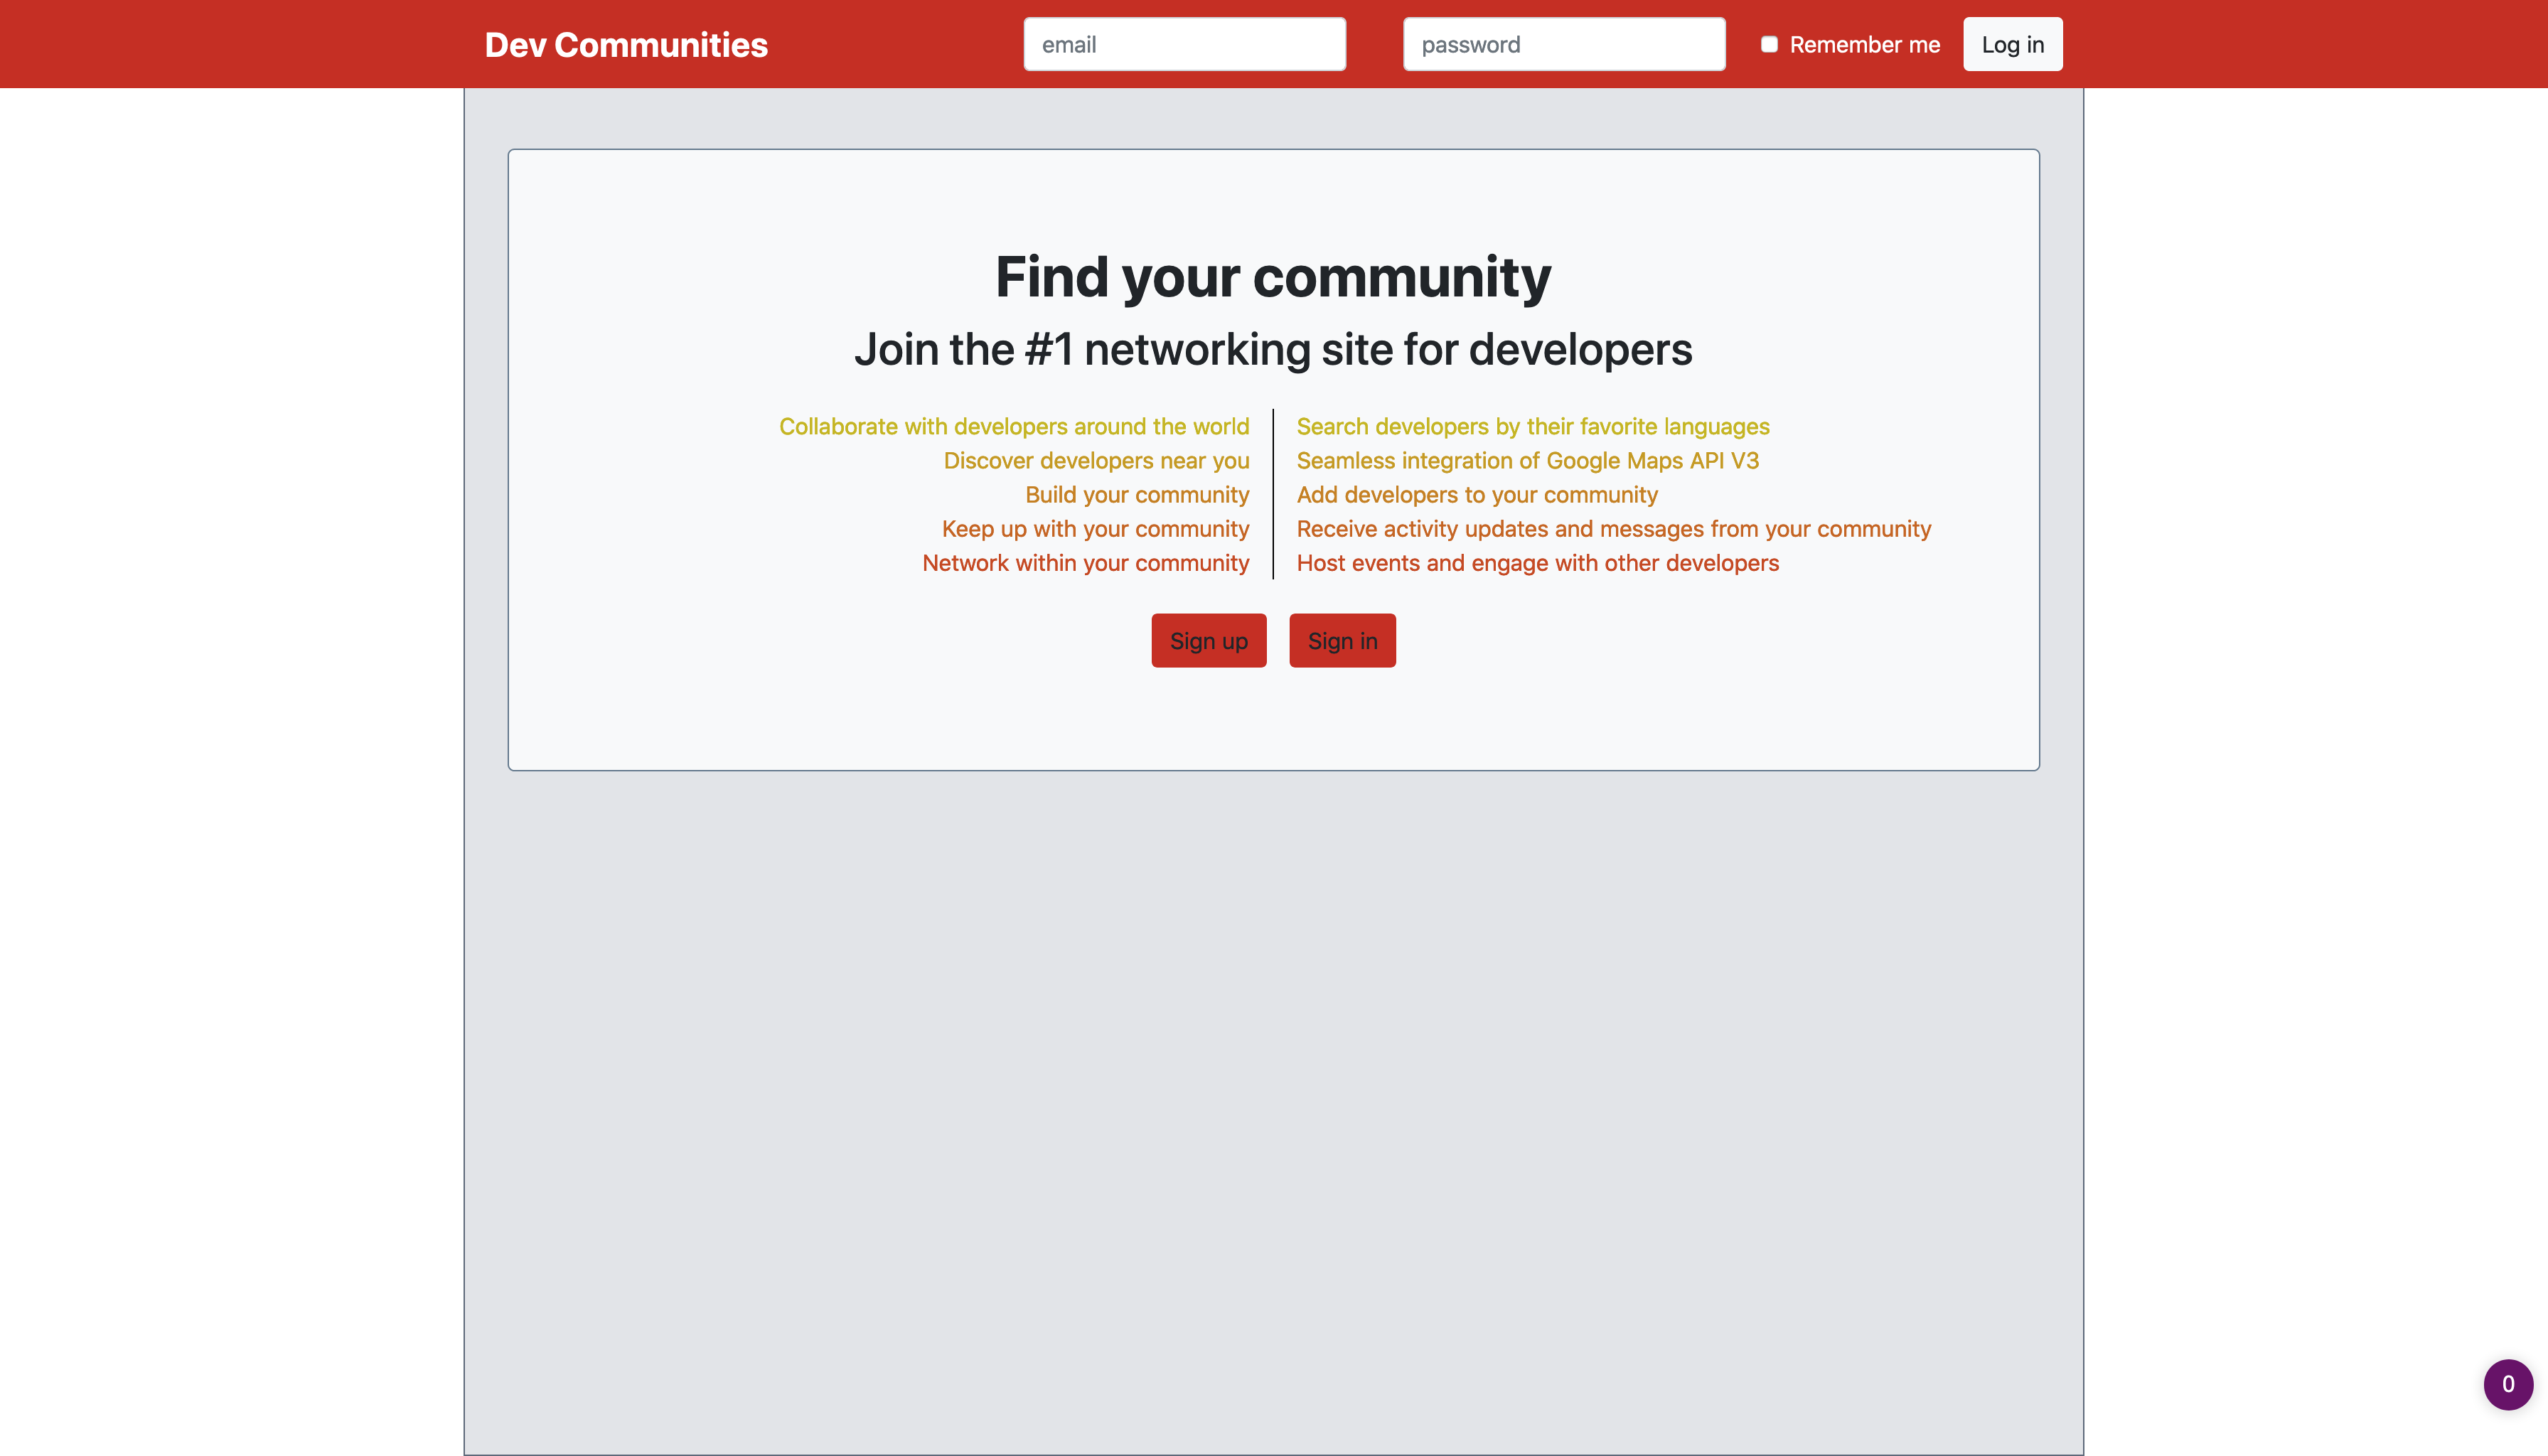 Dev Communities
email
password
Remember me
Log in
Find your community
Join the #1 networking site for developers
Collaborate with developers around the world
Search developers by their favorite languages
Discover developers near you
Seamless integration of Google Maps API V3
Build your community
Add developers to your community
Keep up with your community
Receive activity updates and messages from your community
Network within your community
Host events and engage with other developers
Sign up
Sign in
0